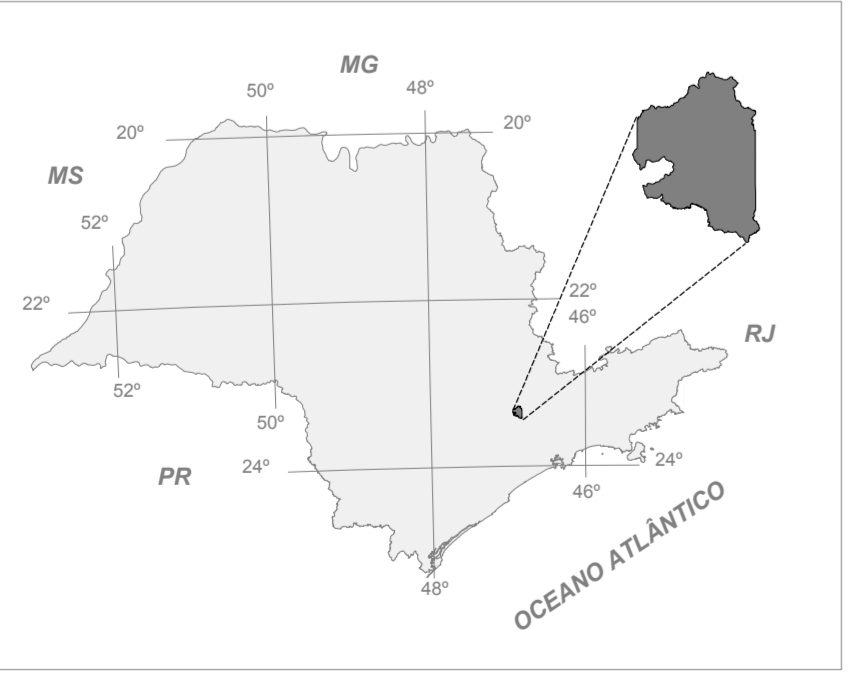 MG
50º
48º
20º
20º
MS
52º
22º
22º
46º
RJ
52º
50º
PR
24º
24º
46º
OCEANO ATLÂNTICO
48º